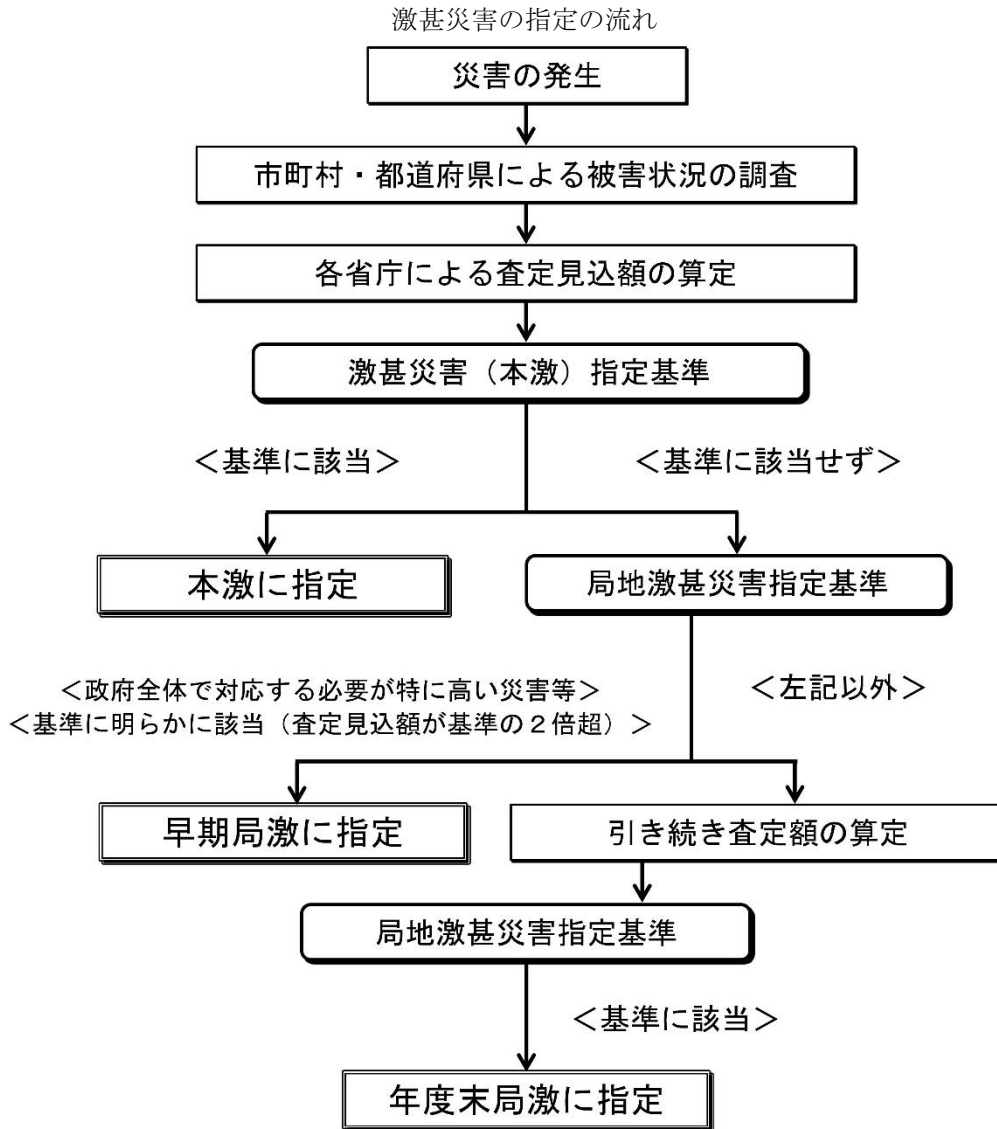 激甚災害の指定の流れ
災害の発生
市町村・都道府県による被害状況の調査
各省庁による査定見込額の算定
激甚災害（本激）指定基準
＜基準に該当＞
＜基準に該当せず＞
本激に指定
局地激甚災害指定基準
＜政府全体で対応する必要が特に高い災害等＞
＜基準に明らかに該当（査定見込額が基準の２倍超）＞
＜左記以外＞
早期局激に指定
引き続き査定額の算定
局地激甚災害指定基準
＜基準に該当＞
年度末局激に指定